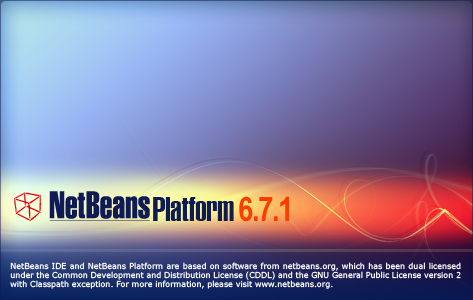 NetBeans Platform 6.7.1
NetBeans IDE and NetBeans Platform are based on software from netbeans.org, which has been dual licensed
under the Common Development and Distribution License (CDDL) and the GNU General Public License version 2
with Classpath exception. For more information, please visit www.netbeans.org.